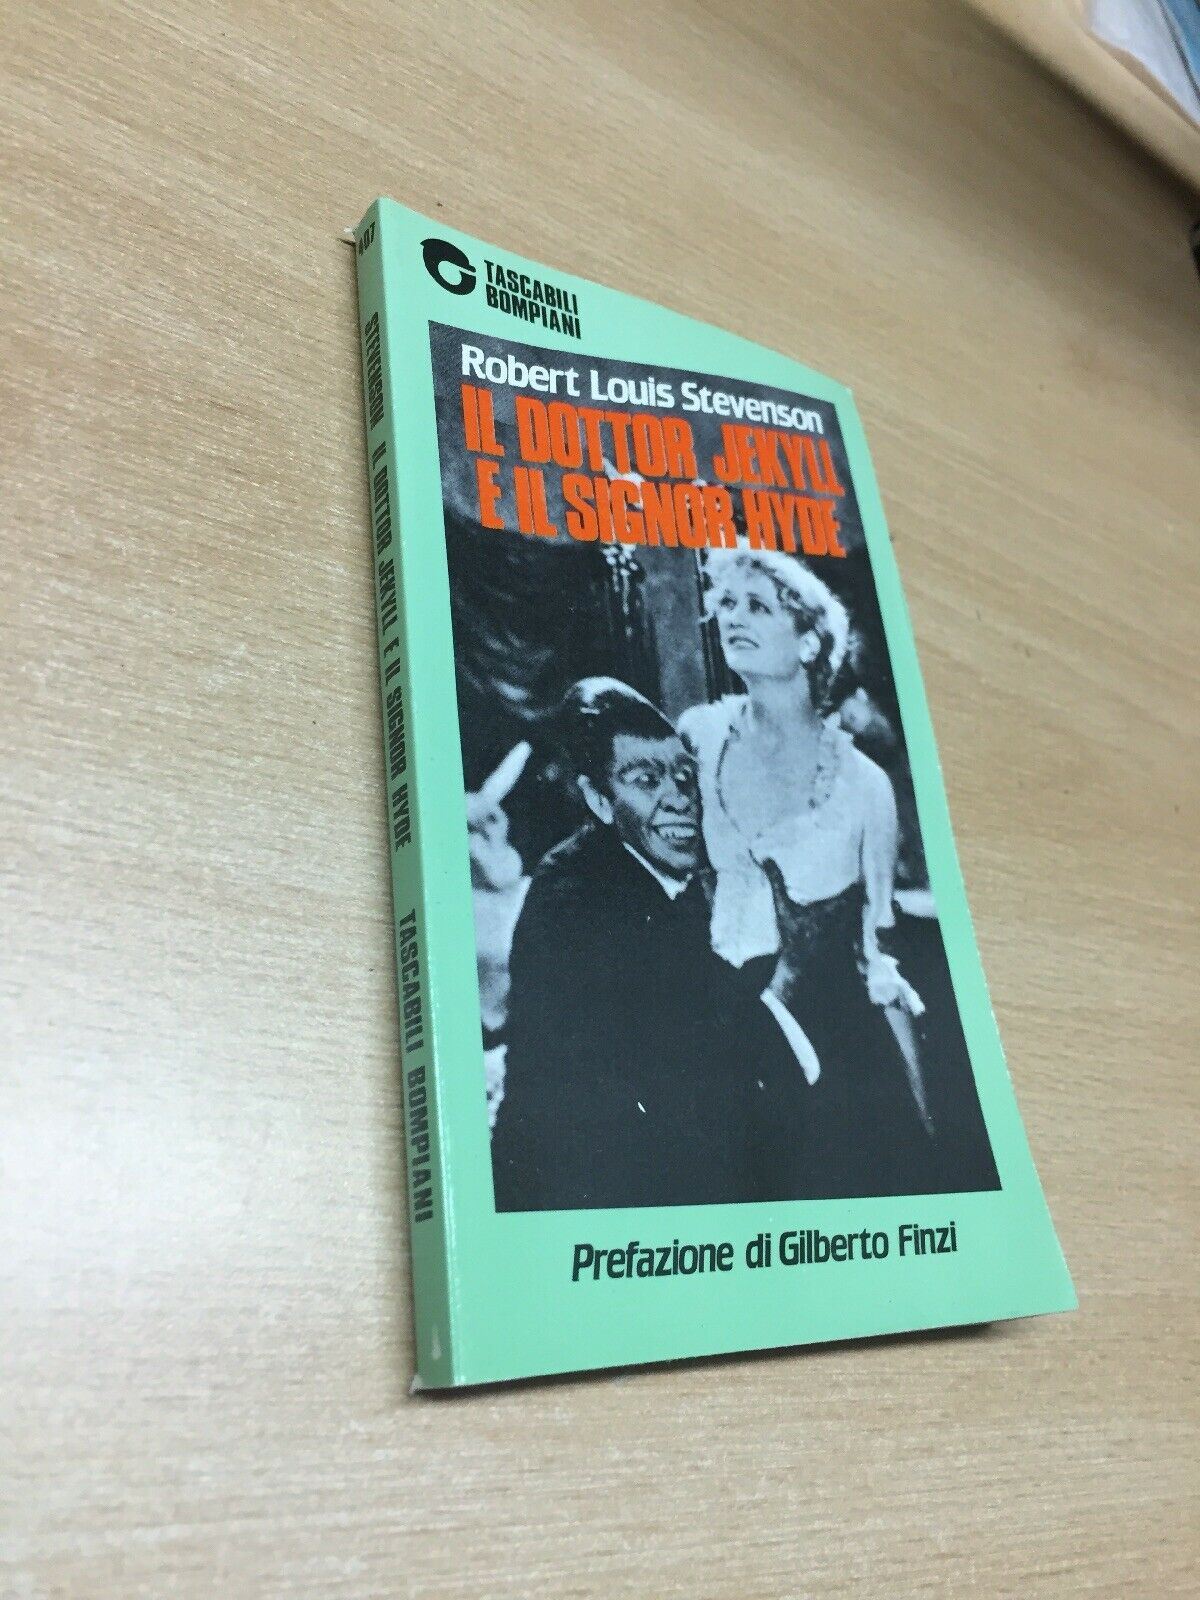 TASCABILI
BOMPIANI
Robert Louis Stevenson
IL DOTTOR JEKYLL
E IL SIGNOR HYDE
Prefazione di Gilberto Finzi
407 STEVENSON IL DOTTOR JEKYLL E IL SIGNOR HYDE TASCABILI BOMPIANI